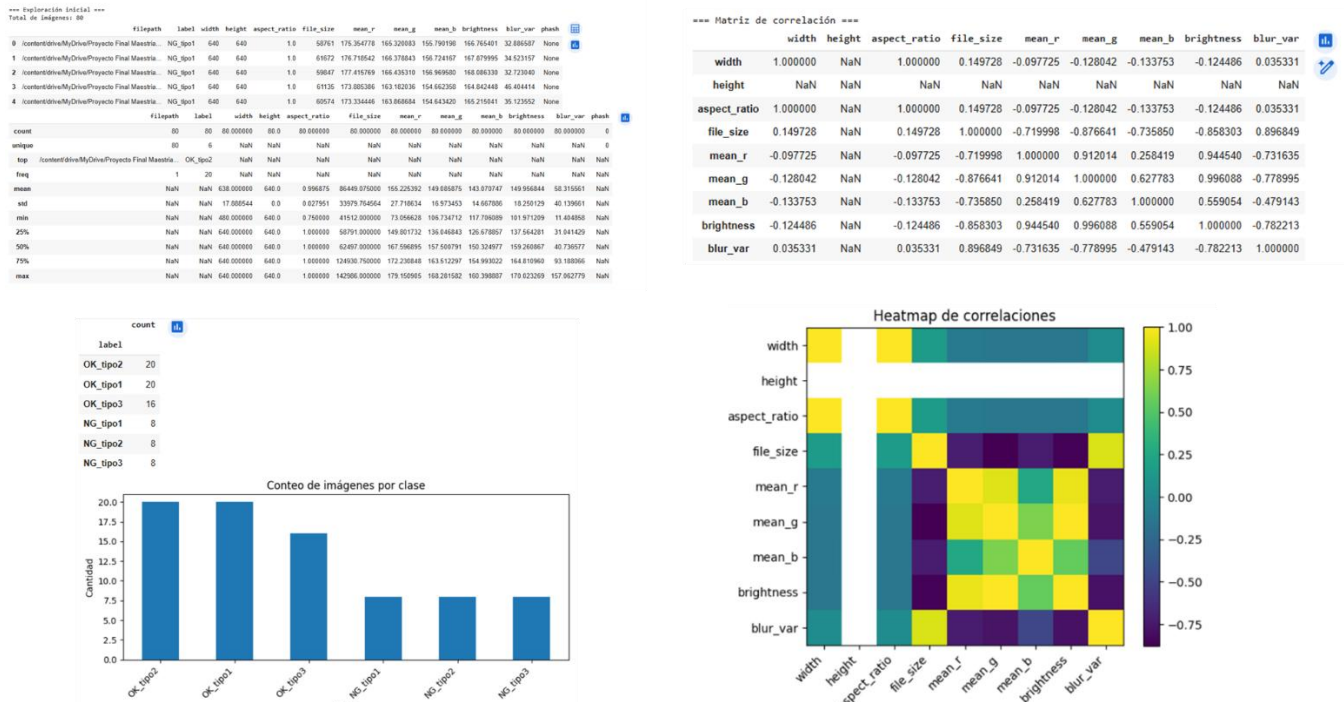 === Exploración inicial ===
Total de imágenes: 80
filepath label width height aspect_ratio file_size mean_r mean_g mean_b brightness blur_var phash
0 /content/drive/MyDrive/Proyecto Final Maestria... NG_tipo1 640 640 1.0 58761 175.354778 165.320083 155.790190 166.765401 32.886587 None
1 /content/drive/MyDrive/Proyecto Final Maestria... NG_tipo1 640 640 1.0 61672 176.718542 166.378843 156.724167 167.879995 34.523157 None
2 /content/drive/MyDrive/Proyecto Final Maestria... NG_tipo1 640 640 1.0 59847 177.415769 166.435310 156.969580 168.086330 32.723040 None
3 /content/drive/MyDrive/Proyecto Final Maestria... NG_tipo1 640 640 1.0 61135 173.805386 163.182036 154.662358 164.842448 46.404414 None
4 /content/drive/MyDrive/Proyecto Final Maestria... NG_tipo1 640 640 1.0 60574 173.334446 163.868684 154.643420 165.215041 35.123552 None
filepath label width height aspect_ratio file_size mean_r mean_g mean_b brightness blur_var phash
count 80 80 80.000000 80.0 80.000000 80.000000 80.000000 80.000000 80.000000 80.000000 80.000000 0
unique 80 6 NaN NaN NaN NaN NaN NaN NaN NaN NaN 0
top /content/drive/MyDrive/Proyecto Final Maestria... OK_tipo2 NaN NaN NaN NaN NaN NaN NaN NaN NaN NaN
freq 1 20 NaN NaN NaN NaN NaN NaN NaN NaN NaN NaN
mean NaN NaN 638.000000 640.0 0.996875 86449.075000 155.225392 149.885875 143.070747 149.956844 58.315561 NaN
std NaN NaN 17.888544 0.0 0.027951 33979.764564 27.718634 16.973453 14.667886 18.250129 40.139661 NaN
min NaN NaN 480.000000 640.0 0.750000 41512.000000 73.056628 106.734712 117.706089 101.971209 11.404858 NaN
25% NaN NaN 640.000000 640.0 1.000000 58791.000000 149.801732 136.046843 126.678857 137.564281 31.041429 NaN
50% NaN NaN 640.000000 640.0 1.000000 62497.000000 167.596895 157.500791 150.324977 159.260867 40.736577 NaN
75% NaN NaN 640.000000 640.0 1.000000 124930.750000 172.230848 163.612297 154.993022 164.810960 93.188066 NaN
max NaN NaN 640.000000 640.0 1.000000 142986.000000 179.150905 168.281582 160.398887 170.023269 157.062779 NaN
=== Matriz de correlación ===
width height aspect_ratio file_size mean_r mean_g mean_b brightness blur_var
width 1.000000 NaN 1.000000 0.149728 -0.097725 -0.128042 -0.133753 -0.124486 0.035331
height NaN NaN NaN NaN NaN NaN NaN NaN NaN
aspect_ratio 1.000000 NaN 1.000000 0.149728 -0.097725 -0.128042 -0.133753 -0.124486 0.035331
file_size 0.149728 NaN 0.149728 1.000000 -0.719998 -0.876641 -0.735850 -0.858303 0.896849
mean_r -0.097725 NaN -0.097725 -0.719998 1.000000 0.912014 0.258419 0.944540 -0.731635
mean_g -0.128042 NaN -0.128042 -0.876641 0.912014 1.000000 0.627783 0.996088 -0.778995
mean_b -0.133753 NaN -0.133753 -0.735850 0.258419 0.627783 1.000000 0.559054 -0.479143
brightness -0.124486 NaN -0.124486 -0.858303 0.944540 0.996088 0.559054 1.000000 -0.782213
blur_var 0.035331 NaN 0.035331 0.896849 -0.731635 -0.778995 -0.479143 -0.782213 1.000000
count
label
OK_tipo2 20
OK_tipo1 20
OK_tipo3 16
NG_tipo1 8
NG_tipo2 8
NG_tipo3 8
Conteo de imágenes por clase
Cantidad
20.0
17.5
15.0
12.5
10.0
7.5
5.0
2.5
0.0
OK_tipo2 OK_tipo1 OK_tipo3 NG_tipo1 NG_tipo2 NG_tipo3
Heatmap de correlaciones
width
height
aspect_ratio
file_size
mean_r
mean_g
mean_b
brightness
blur_var
width height aspect_ratio file_size mean_r mean_g mean_b brightness blur_var
1.00
0.75
0.50
0.25
0.00
−0.25
−0.50
−0.75